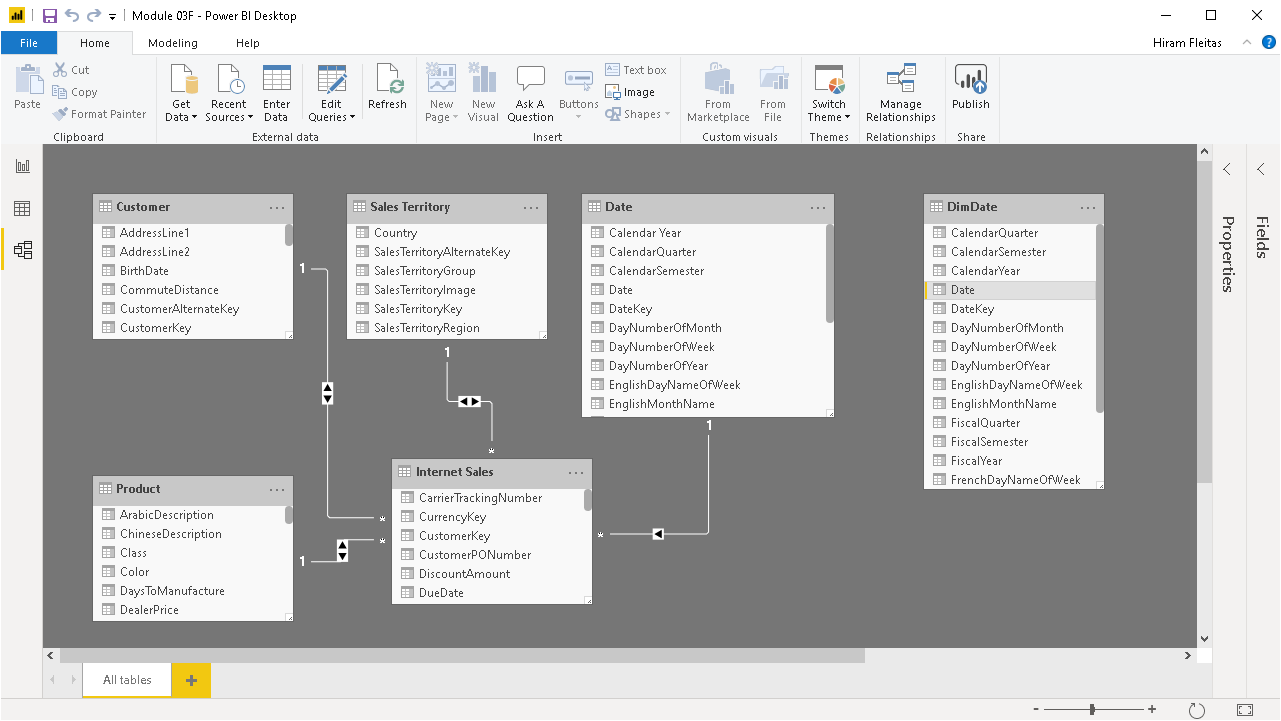 Module 03F - Power BI Desktop
File Home Modeling Help Hiram Fleitas
Paste
Cut
Copy
Format Painter
Clipboard
Get
Data
Recent
Sources
Enter
Data
Edit
Queries
Refresh
External data
New
Page
New
Visual
Ask A
Question
Buttons
Text box
Image
Shapes
Insert
From
Marketplace
From
File
Custom visuals
Switch
Theme
Themes
Manage
Relationships
Relationships
Publish
Share
Customer
AddressLine1
AddressLine2
BirthDate
CommuteDistance
CustomerAlternateKey
CustomerKey
Sales Territory
Country
SalesTerritoryAlternateKey
SalesTerritoryGroup
SalesTerritoryImage
SalesTerritoryKey
SalesTerritoryRegion
Date
Calendar Year
CalendarQuarter
CalendarSemester
Date
DateKey
DayNumberOfMonth
DayNumberOfWeek
DayNumberOfYear
EnglishDayNameOfWeek
EnglishMonthName
DimDate
CalendarQuarter
CalendarSemester
CalendarYear
Date
DateKey
DayNumberOfMonth
DayNumberOfWeek
DayNumberOfYear
EnglishDayNameOfWeek
EnglishMonthName
FiscalQuarter
FiscalSemester
FiscalYear
FrenchDayNameOfWeek
1
1
1
*
Product
ArabicDescription
ChineseDescription
Class
Color
DaysToManufacture
DealerPrice
1
*
*
Internet Sales
CarrierTrackingNumber
CurrencyKey
CustomerKey
CustomerPONumber
DiscountAmount
DueDate
*
Properties
Fields
All tables